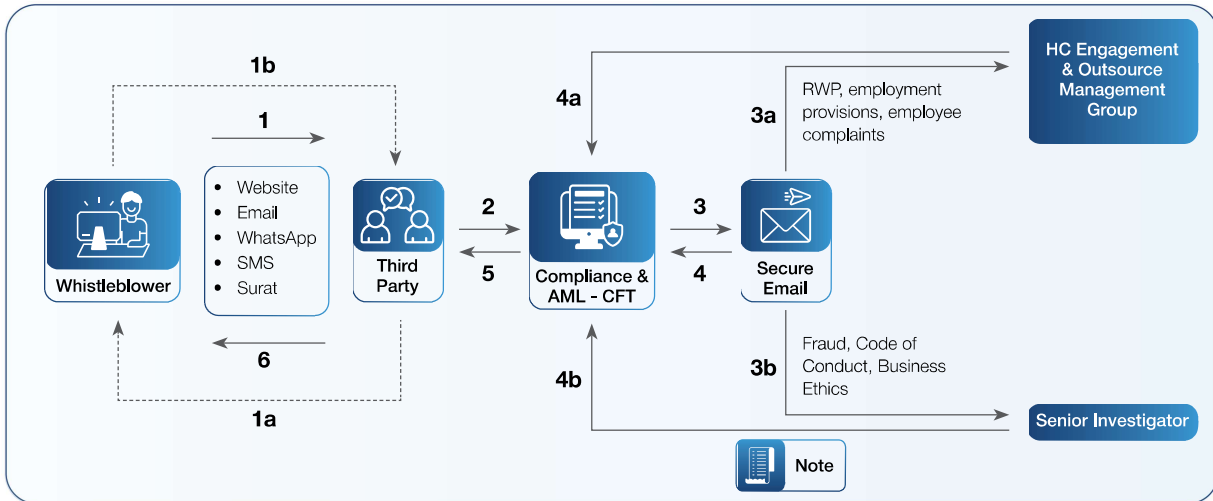 1b
1
• Website
• Email
• WhatsApp
• SMS
• Surat
Whistleblower
Third
Party
6
1a
2
5
Compliance &
AML - CFT
3
4
Secure
Email
4a
3a
RWP, employment
provisions, employee
complaints
HC Engagement
& Outsource
Management
Group
4b
3b
Fraud, Code of
Conduct, Business
Ethics
Senior Investigator
Note